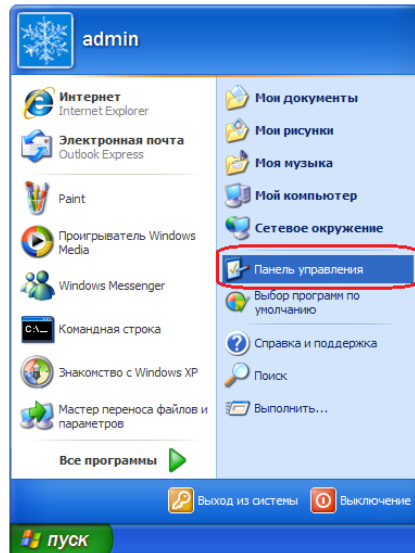 admin
Интернет
Internet Explorer
Электронная почта
Outlook Express
Paint
Проигрыватель Windows
Media
Windows Messenger
C:\_
Командная строка
Знакомство с Windows XP
Мастер переноса файлов и
параметров
Все программы
Мои документы
Мои рисунки
Моя музыка
Мой компьютер
Сетевое окружение
Панель управления
Выбор программ по
умолчанию
Справка и поддержка
Поиск
Выполнить...
Выход из системы
Выключение
пуск